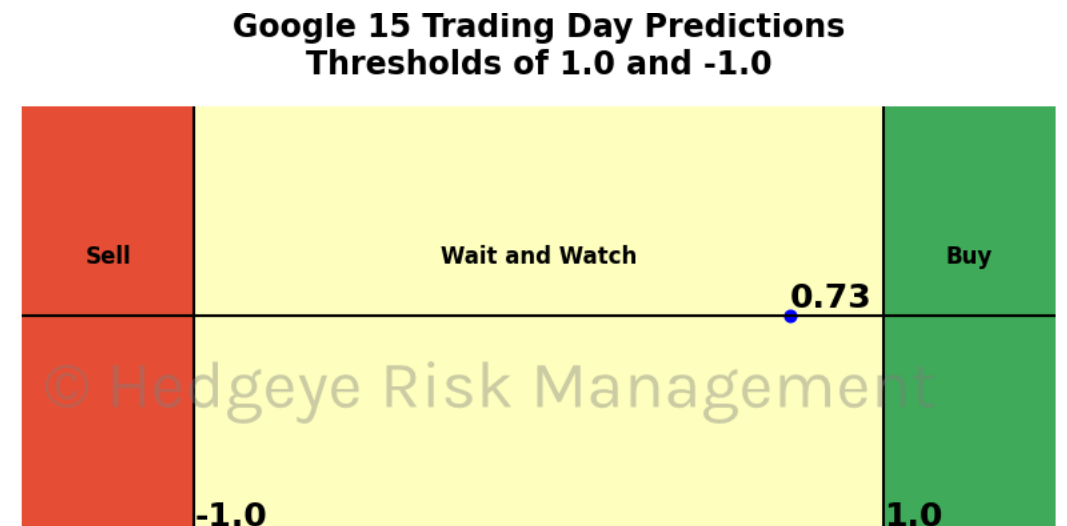 Google 15 Trading Day Predictions
Thresholds of 1.0 and -1.0
Sell
Wait and Watch
Buy
0.73
© Hedgeye Risk Management
-1.0
1.0